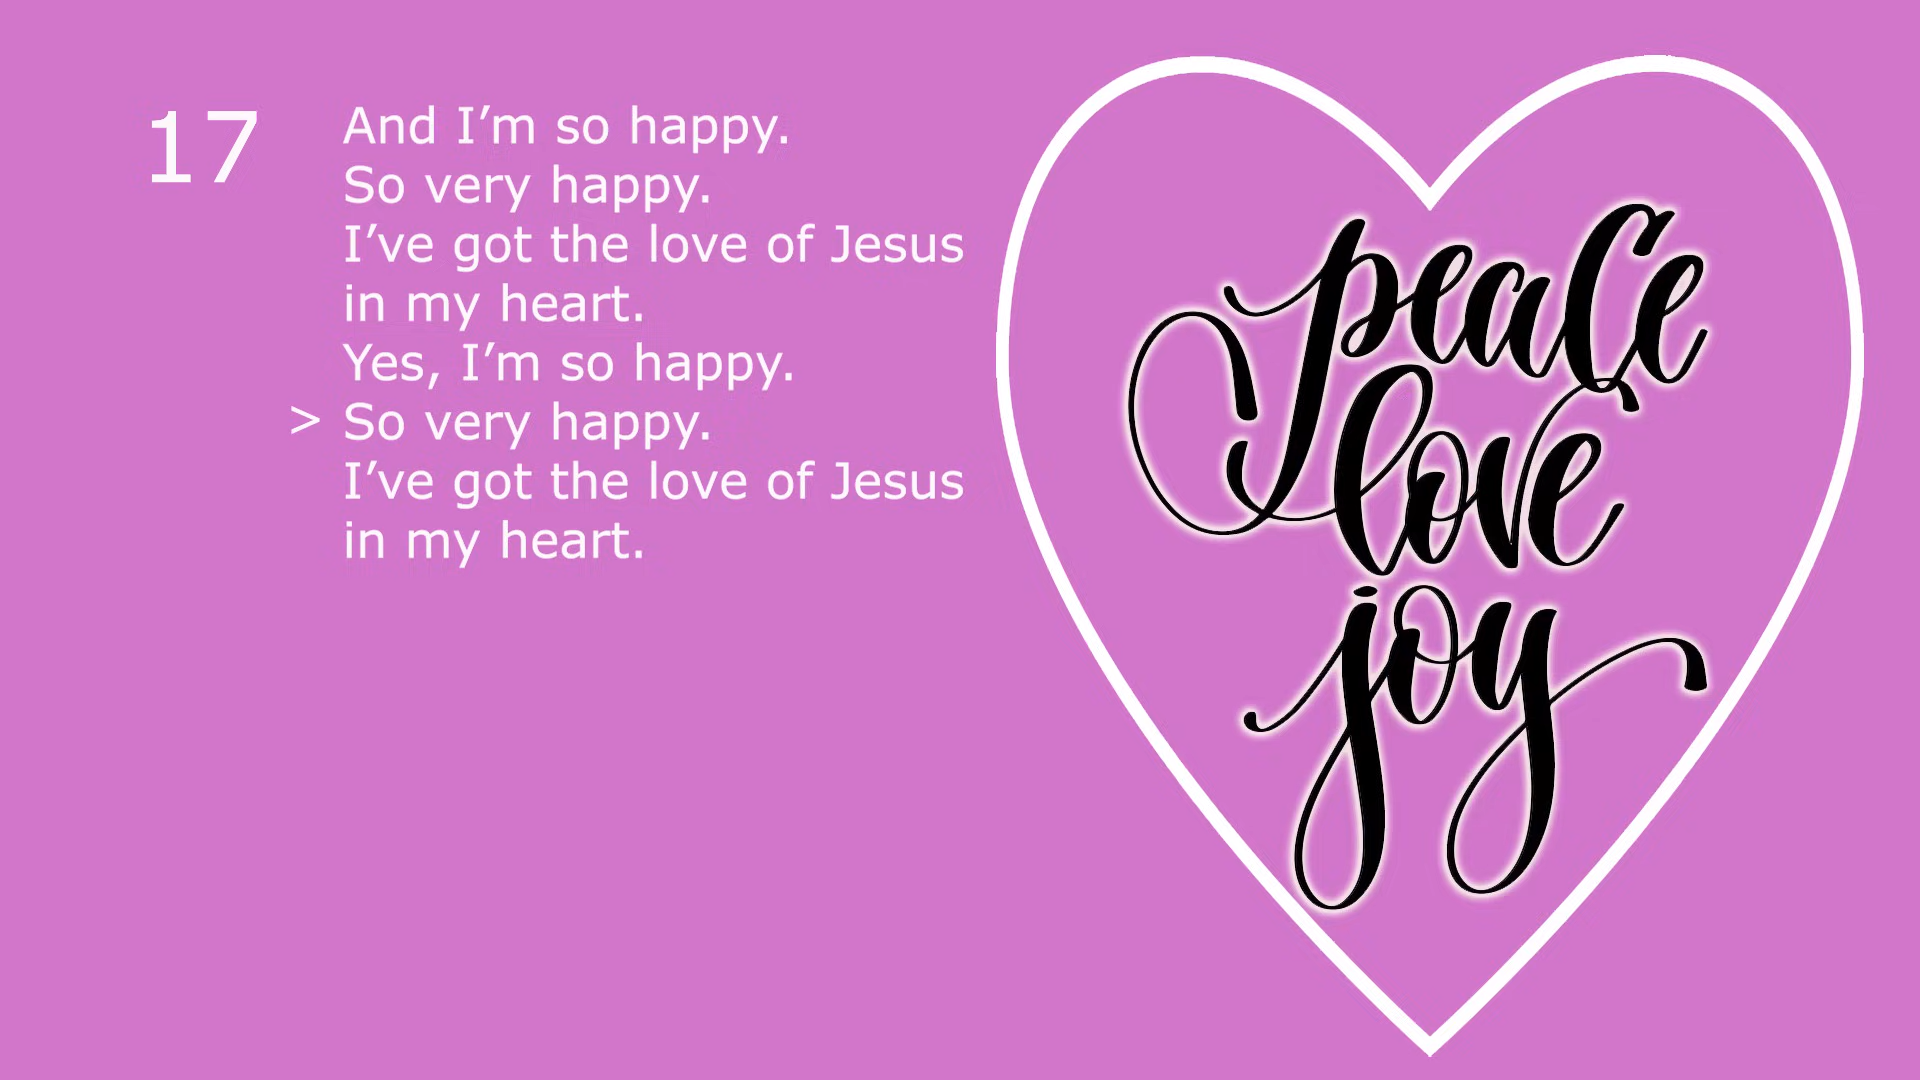 17
And I’m so happy.
So very happy.
I’ve got the love of Jesus
in my heart.
Yes, I’m so happy.
> So very happy.
I’ve got the love of Jesus
in my heart.
peace
love
joy